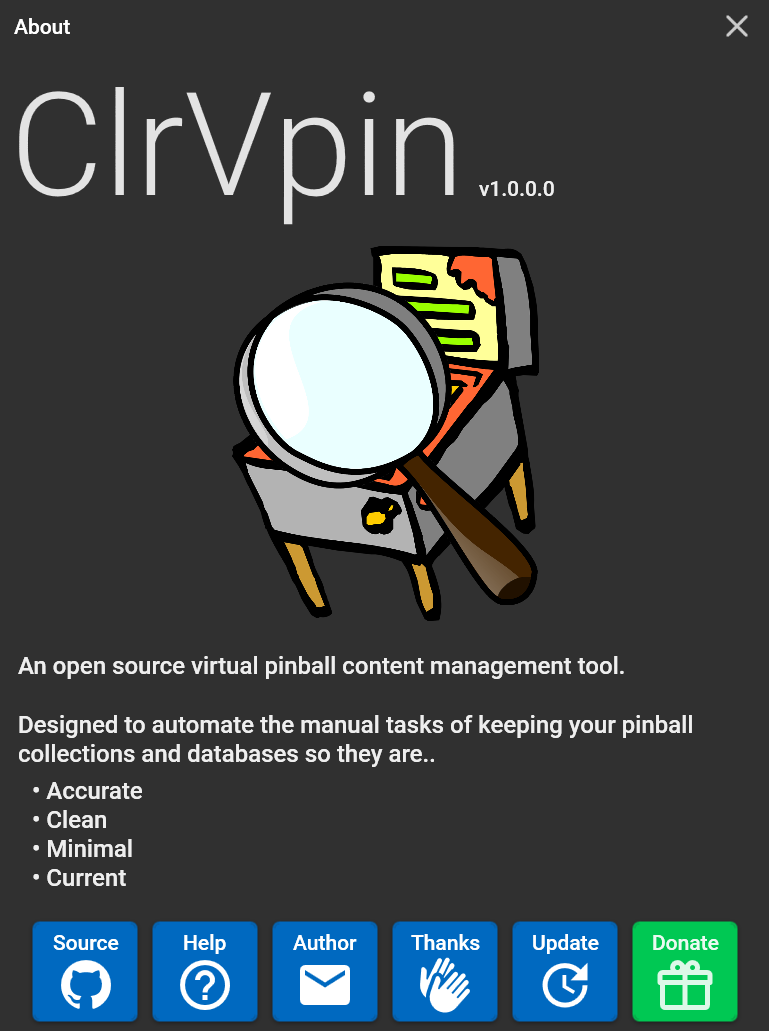 About
ClrVpin v1.0.0.0
An open source virtual pinball content management tool.
Designed to automate the manual tasks of keeping your pinball
collections and databases so they are..
• Accurate
• Clean
• Minimal
• Current
Source Help Author Thanks Update Donate